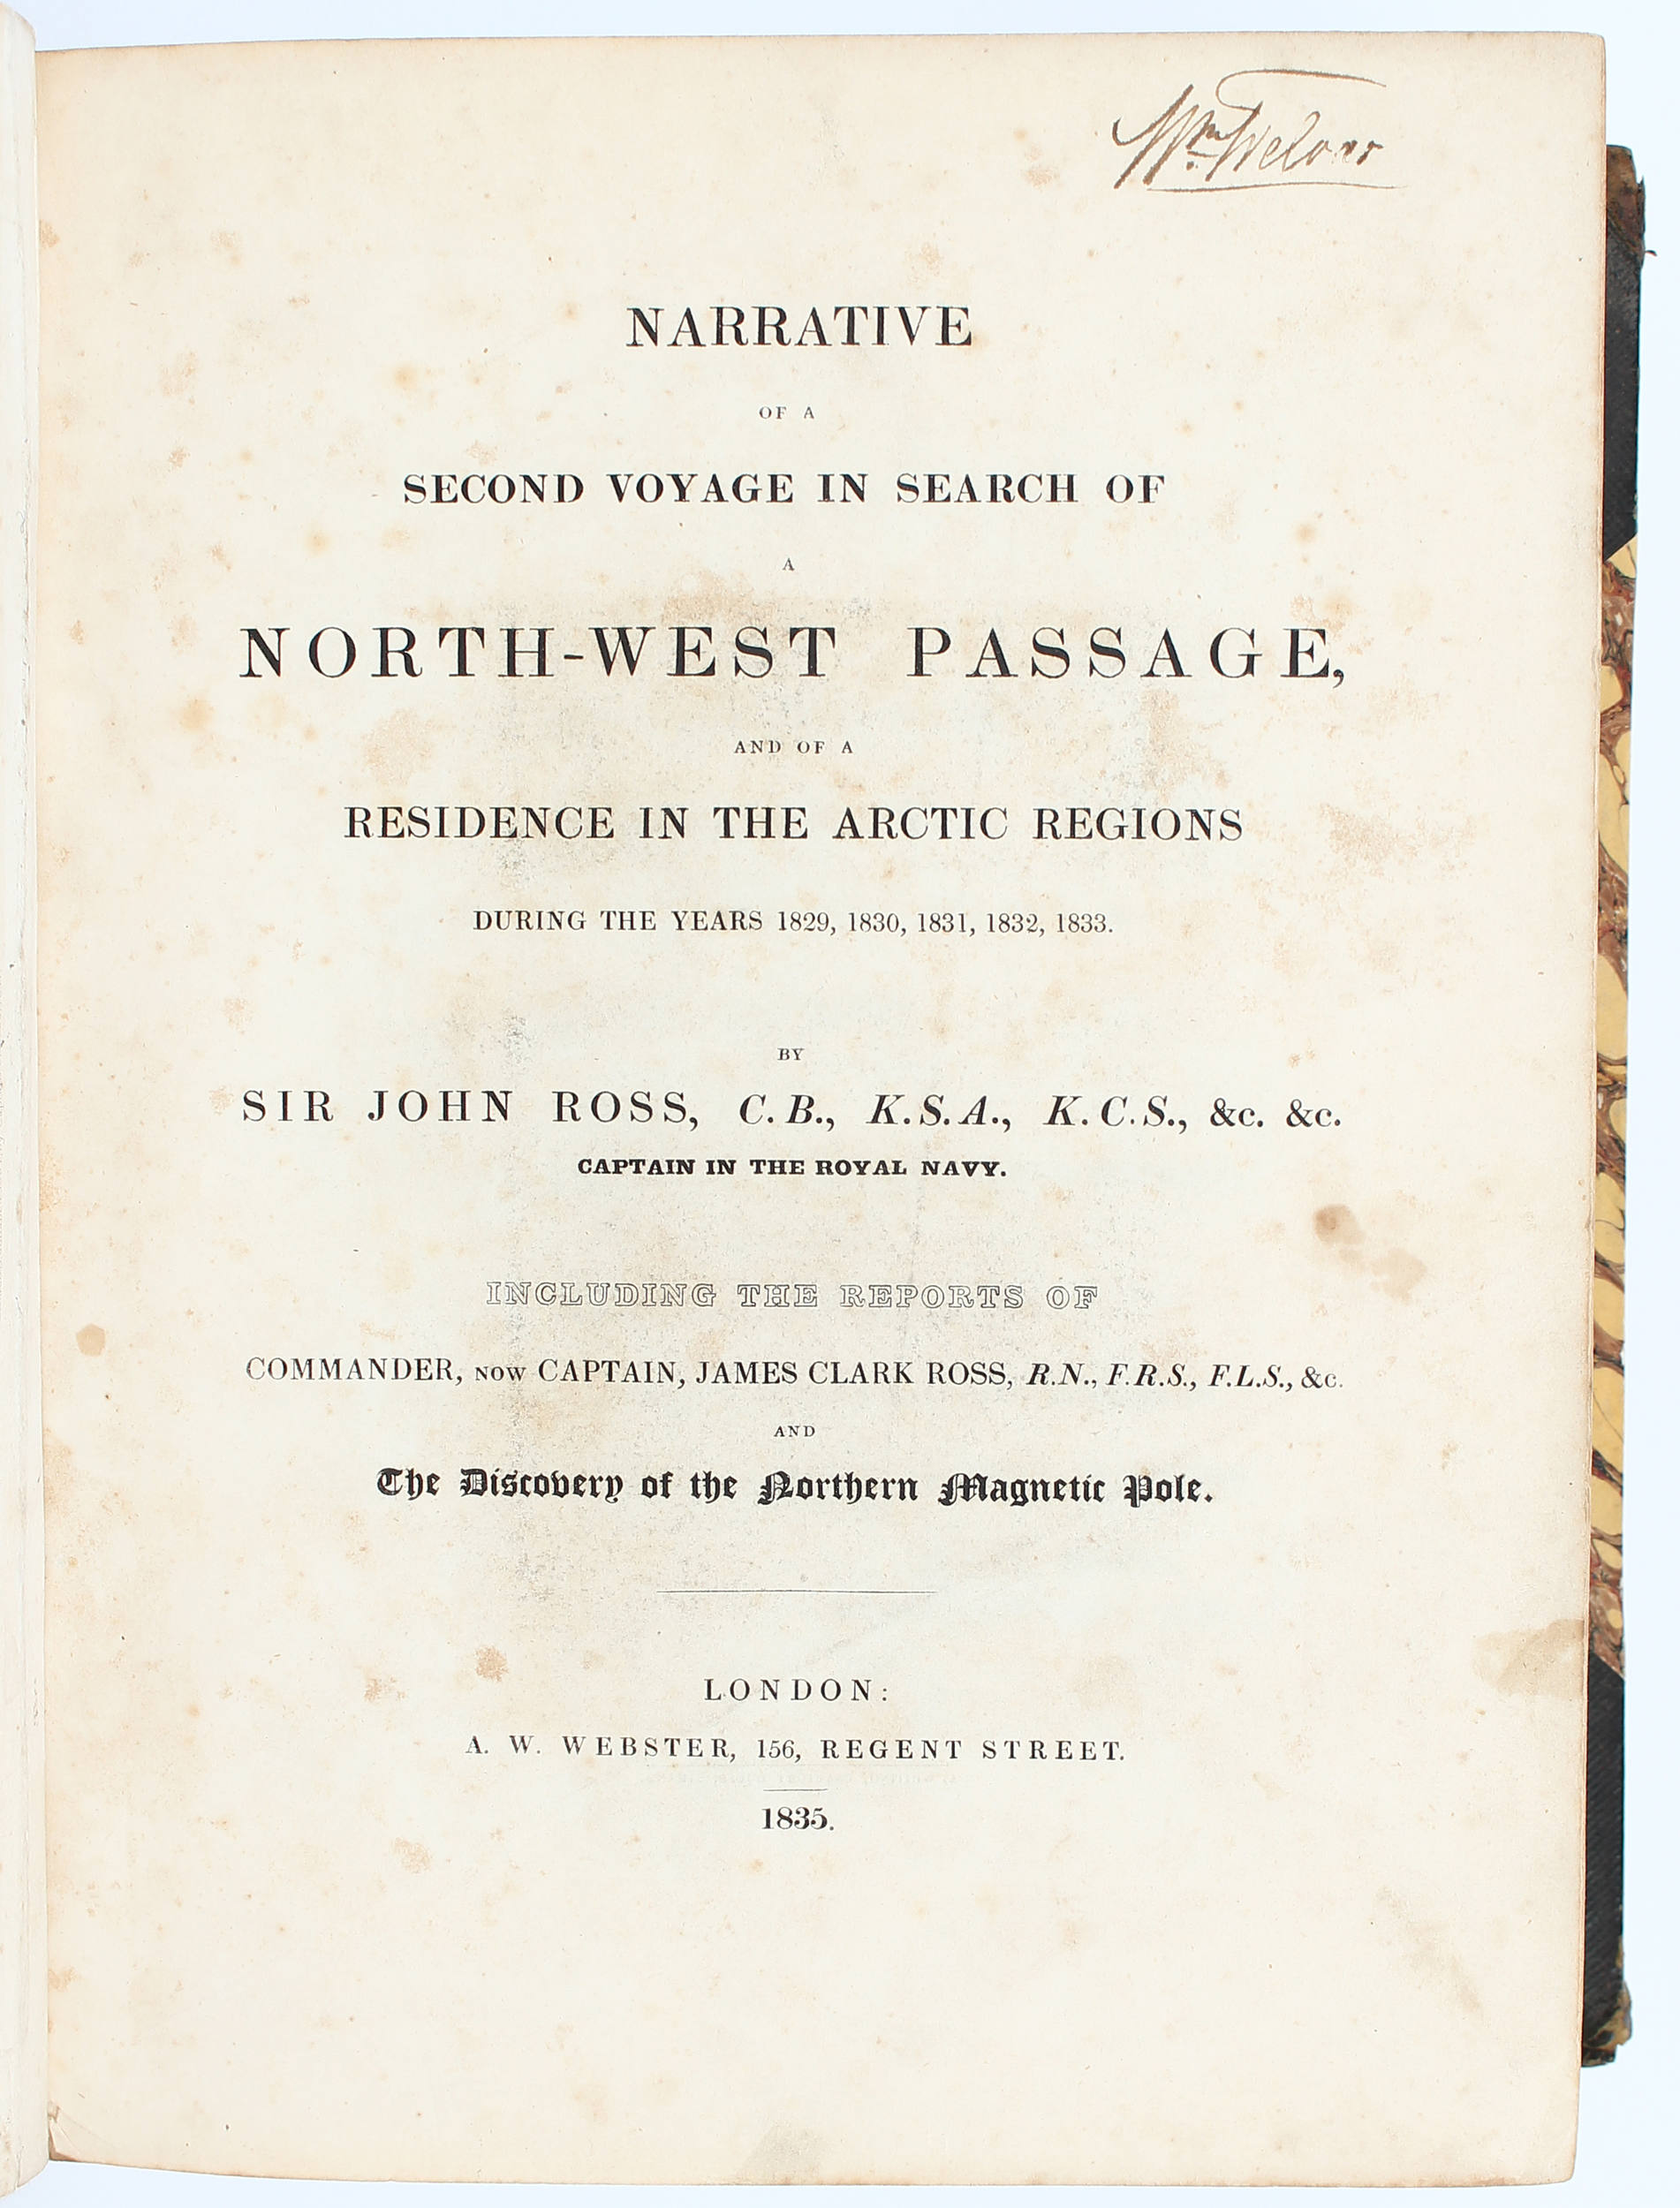 Wm
NARRATIVE
OF A
SECOND VOYAGE IN SEARCH OF
A
NORTH-WEST PASSAGE,
AND OF A
RESIDENCE IN THE ARCTIC REGIONS
DURING THE YEARS 1829, 1830, 1831, 1832, 1833.
BY
SIR JOHN ROSS, C.B., K.S.A., K.C.S., &c. &c.
CAPTAIN IN THE ROYAL NAVY.
INCLUDING THE REPORTS OF
COMMANDER, NOW CAPTAIN, JAMES CLARK ROSS, R.N., F.R.S., F.L.S., &c.
AND
The Discovery of the Northern Magnetic Pole.
LONDON:
A. W. WEBSTER, 156, REGENT STREET.
1835.